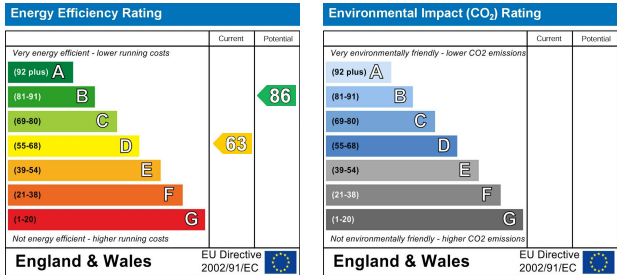 Energy Efficiency Rating
Current Potential
Very energy efficient - lower running costs
(92 plus) A
(81-91) B
86
(69-80) C
(55-68) D
63
(39-54) E
(21-38) F
(1-20) G
Not energy efficient - higher running costs
England & Wales
EU Directive
2002/91/EC
Environmental Impact (CO2) Rating
Current Potential
Very environmentally friendly - lower CO2 emissions
(92 plus) A
(81-91) B
(69-80) C
(55-68) D
(39-54) E
(21-38) F
(1-20) G
Not environmentally friendly - higher CO2 emissions
England & Wales
EU Directive
2002/91/EC